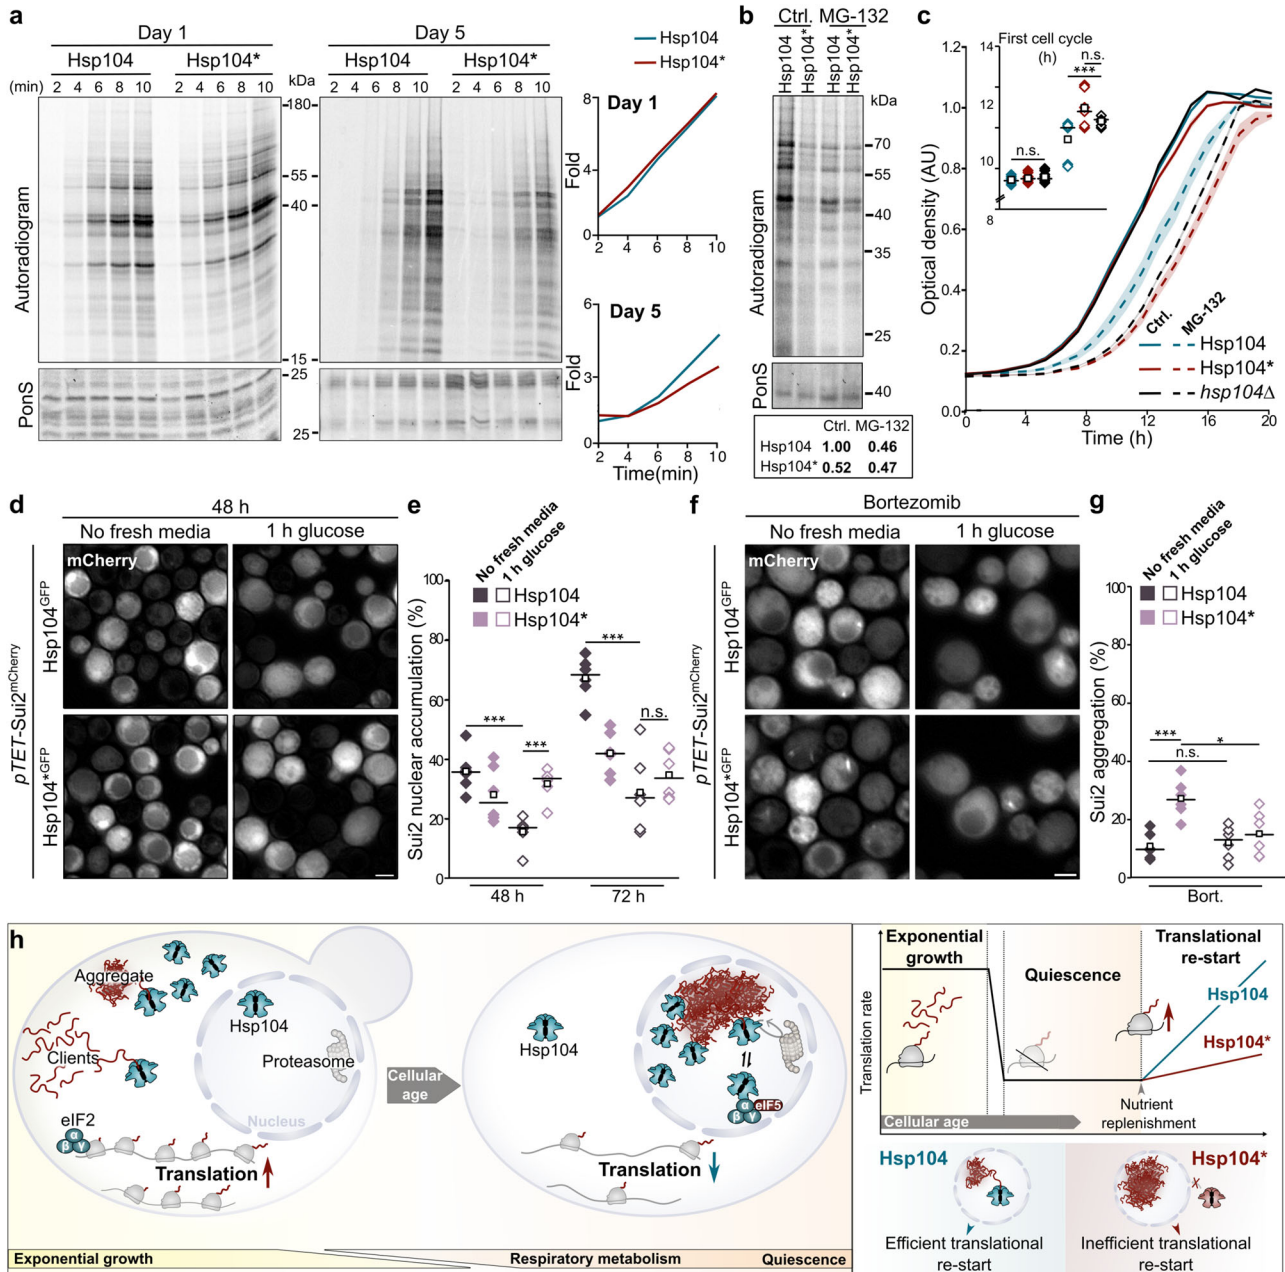 a
Day 1
Day 5
Hsp104
Hsp104*
Hsp104
Hsp104*
(min)
2 4 6 8 10
2 4 6 8 10
kDa
2 4 6 8 10
2 4 6 8 10
180
55
40
15
25
25
Autoradiogram
PonS
Hsp104
Hsp104*
Day 1
Fold
8
4
0
2 4 6 8 10
Day 5
Fold
6
3
0
2 4 6 8 10
Time(min)
b
Ctrl. MG-132
Hsp104
Hsp104*
Hsp104
Hsp104*
kDa
70
55
40
35
25
40
Autoradiogram
PonS
Ctrl. MG-132
Hsp104 1.00 0.46
Hsp104* 0.52 0.47
c
Optical density (AU)
1.2
1.0
0.8
0.6
0.4
0.2
0.0
0 4 8 12 16 20
Time (h)
First cell cycle
(h)
14
12
10
8
n.s.
***
n.s.
Ctrl.
MG-132
Hsp104
Hsp104*
hsp104Δ
d
48 h
No fresh media
1 h glucose
mCherry
pTET-Sui2mCherry
Hsp104GFP
Hsp104*GFP
e
No fresh media
1 h glucose
Hsp104
Hsp104*
Sui2 nuclear accumulation (%)
100
80
60
40
20
0
***
***
***
n.s.
48 h
72 h
f
Bortezomib
No fresh media
1 h glucose
mCherry
pTET-Sui2mCherry
Hsp104GFP
Hsp104*GFP
g
No fresh media
1 h glucose
Hsp104
Hsp104*
Sui2 aggregation (%)
100
80
60
40
20
0
***
*
n.s.
Bort.
h
Aggregate
Hsp104
Clients
Proteasome
Nucleus
eIF2
α
β γ
Translation
Cellular
age
Hsp104
α
β γ
eIF5
Translation
Exponential growth
Respiratory metabolism
Quiescence
Translation rate
Exponential
growth
Quiescence
Translational
re-start
Hsp104
Hsp104*
Cellular age
Nutrient
replenishment
Hsp104
Hsp104*
Efficient translational
re-start
Inefficient translational
re-start